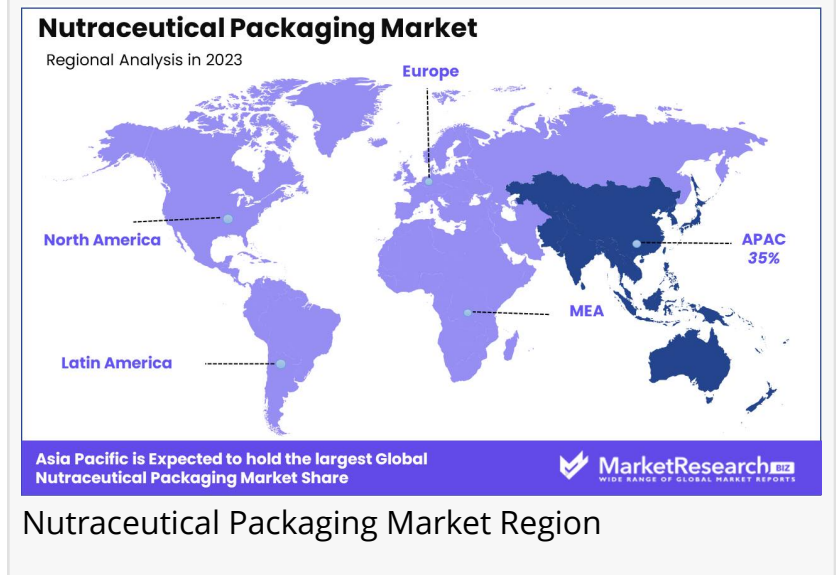 Nutraceutical Packaging Market
Regional Analysis in 2023
Europe
North America
APAC
35%
MEA
Latin America
Asia Pacific is Expected to hold the largest Global
Nutraceutical Packaging Market Share
MarketResearch BIZ
WIDE RANGE OF GLOBAL MARKET REPORTS
Nutraceutical Packaging Market Region